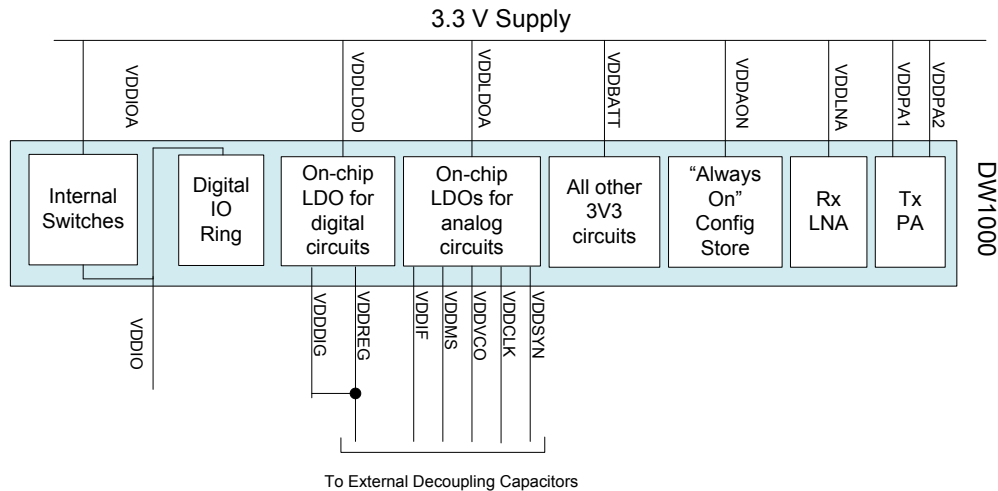 3.3 V Supply
VDDIOA
VDDLDOD
VDDLDOA
VDDBATT
VDDAON
VDDLNA
VDDPA1
VDDPA2
Internal
Switches
Digital
IO
Ring
On-chip
LDO for
digital
circuits
On-chip
LDOs for
analog
circuits
All other
3V3
circuits
“Always
On”
Config
Store
Rx
LNA
Tx
PA
DW1000
VDDIO
VDDDIG
VDDREG
VDDIF
VDDMS
VDDVCO
VDDCLK
VDDSYN
To External Decoupling Capacitors